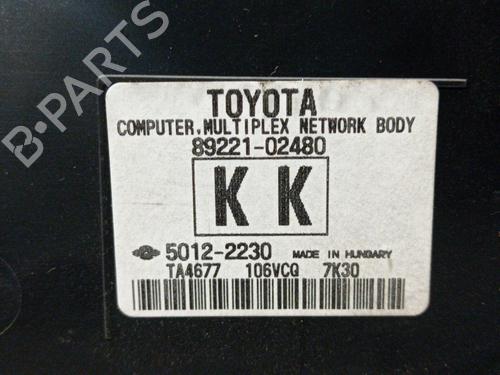 B-PARTS
TOYOTA
COMPUTER,MULTIPLEX NETWORK BODY
89221-02480
K K
5012-2230 MADE IN HUNGARY
TA4677 106VCQ 7K30